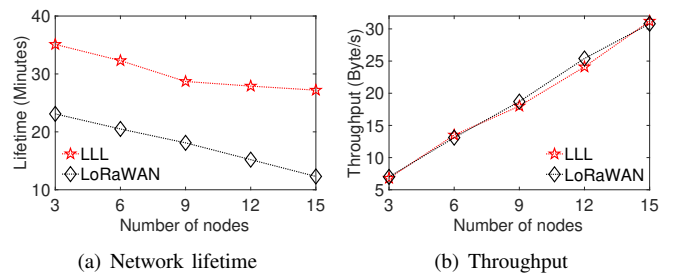 40
30
20
10
Lifetime (Minutes)
LLL
LoRaWAN
3 6 9 12 15
Number of nodes
(a) Network lifetime
30
25
20
15
10
5
Throughput (Byte/s)
LLL
LoRaWAN
3 6 9 12 15
Number of nodes
(b) Throughput